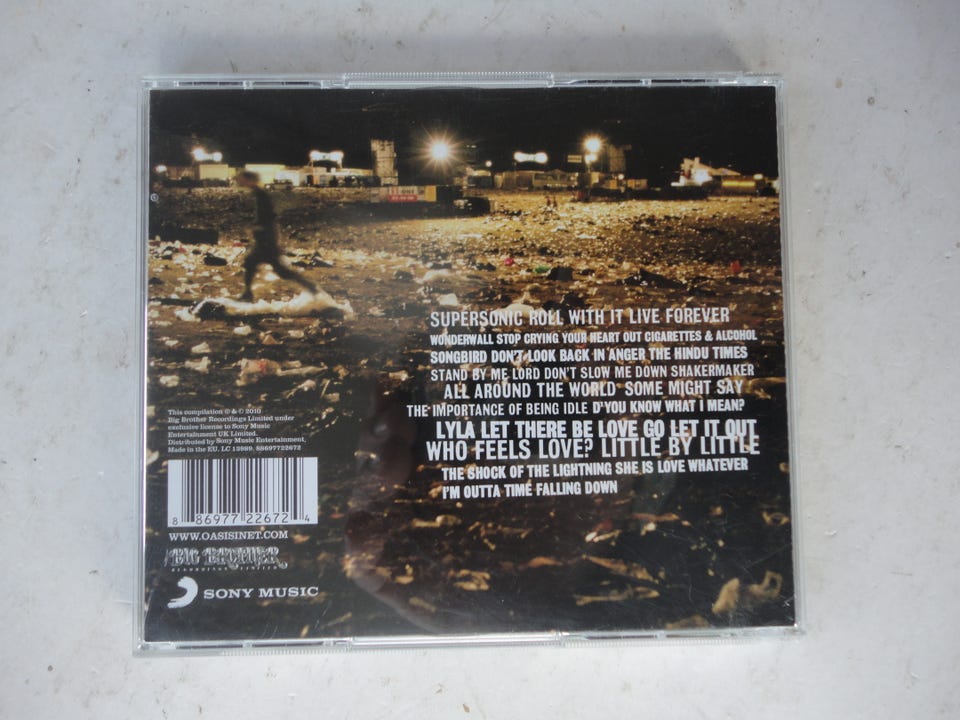 SUPERSONIC ROLL WITH IT LIVE FOREVER
WONDERWALL STOP CRYING YOUR HEART OUT CIGARETTES & ALCOHOL
SONGBIRD DON'T LOOK BACK IN ANGER THE HINDU TIMES
STAND BY ME LORD DON'T SLOW ME DOWN SHAKERMAKER
ALL AROUND THE WORLD SOME MIGHT SAY
THE IMPORTANCE OF BEING IDLE D'YOU KNOW WHAT I MEAN?
LYLA LET THERE BE LOVE GO LET IT OUT
WHO FEELS LOVE? LITTLE BY LITTLE
THE SHOCK OF THE LIGHTNING SHE IS LOVE WHATEVER
I'M OUTTA TIME FALLING DOWN
This compilation ℗ & © 2010
Big Brother Recordings Limited under
exclusive license to Sony Music
Entertainment UK Limited.
Distributed by Sony Music Entertainment.
Made in the EU. LC 13989. 88697722672
8 86977 22672 4
WWW.OASISINET.COM
BIG BROTHER
RECORDINGS LIMITED
SONY MUSIC